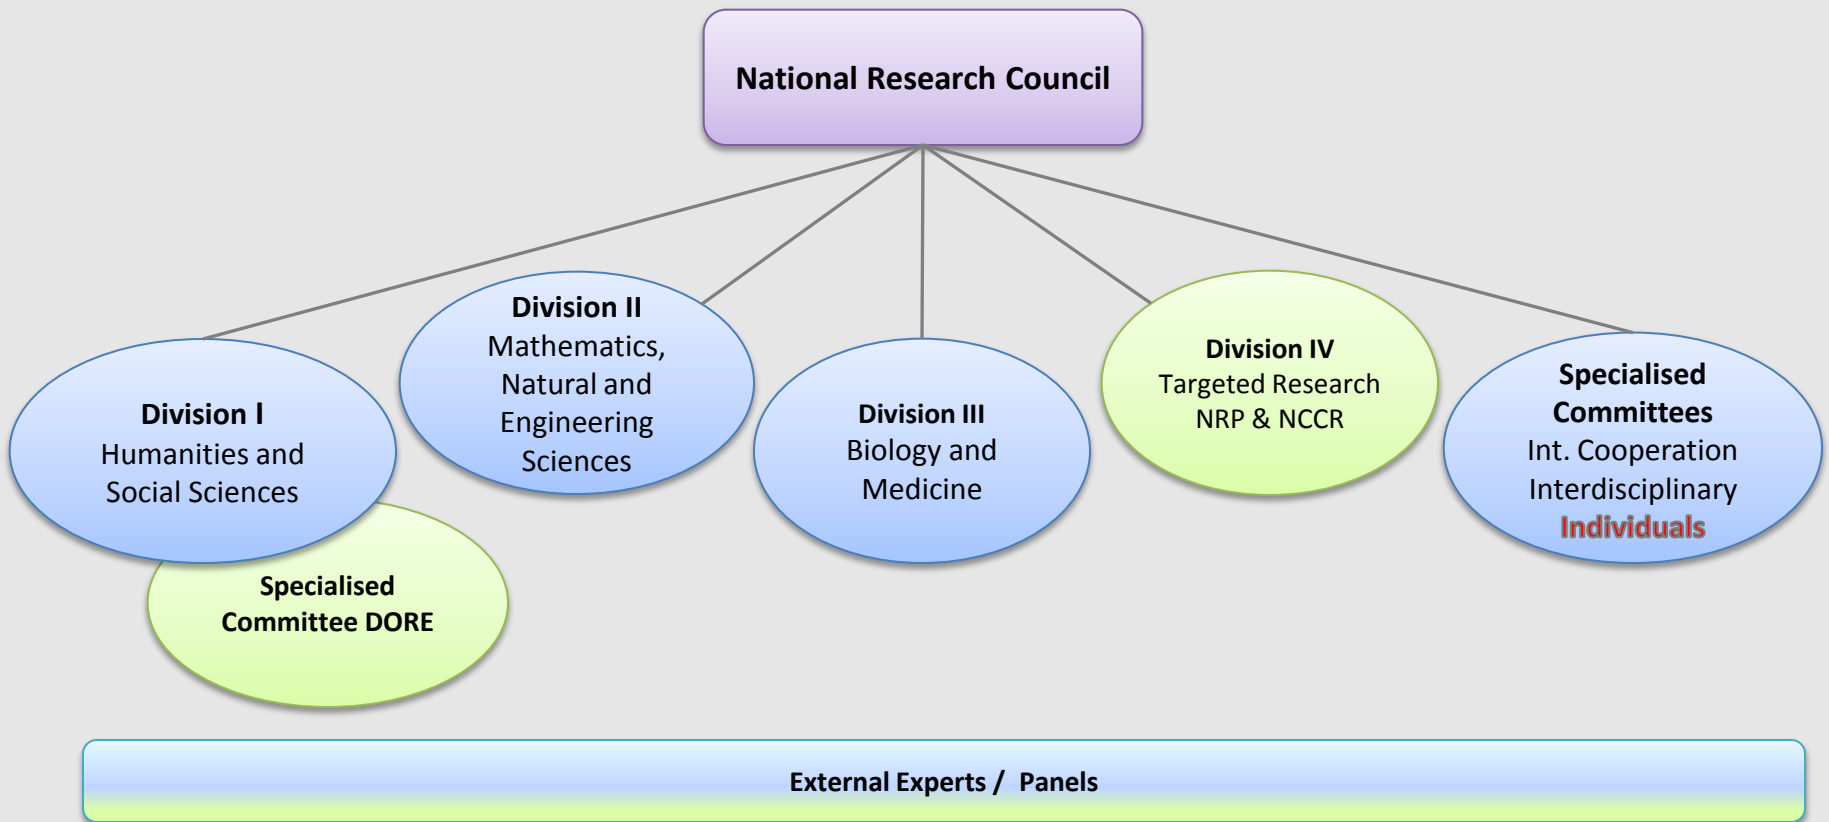 National Research Council
Division I
Humanities and
Social Sciences
Specialised
Committee DORE
Division II
Mathematics,
Natural and
Engineering
Sciences
Division III
Biology and
Medicine
Division IV
Targeted Research
NRP & NCCR
Specialised
Committees
Int. Cooperation
Interdisciplinary
Individuals
External Experts / Panels